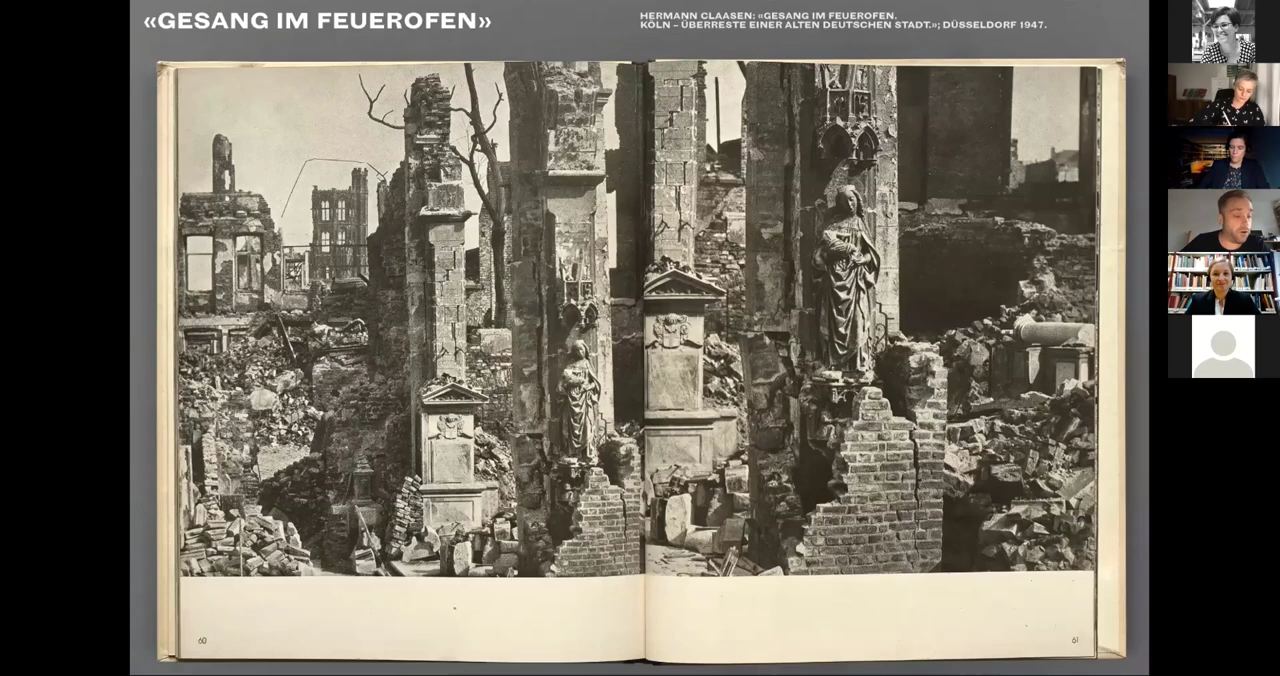 «GESANG IM FEUEROFEN»
HERMANN CLAASEN: «GESANG IM FEUEROFEN.
KÖLN – ÜBERRESTE EINER ALTEN DEUTSCHEN STADT.»; DÜSSELDORF 1947.
60
61